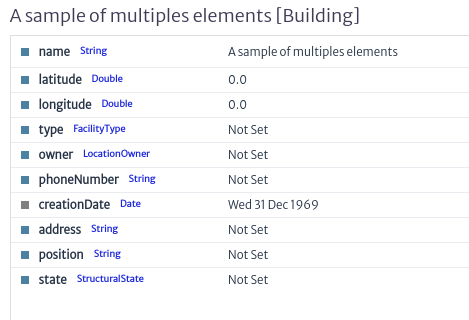 A sample of multiples elements [Building]
name String A sample of multiples elements
latitude Double 0.0
longitude Double 0.0
type FacilityType Not Set
owner LocationOwner Not Set
phoneNumber String Not Set
creationDate Date Wed 31 Dec 1969
address String Not Set
position String Not Set
state StructuralState Not Set